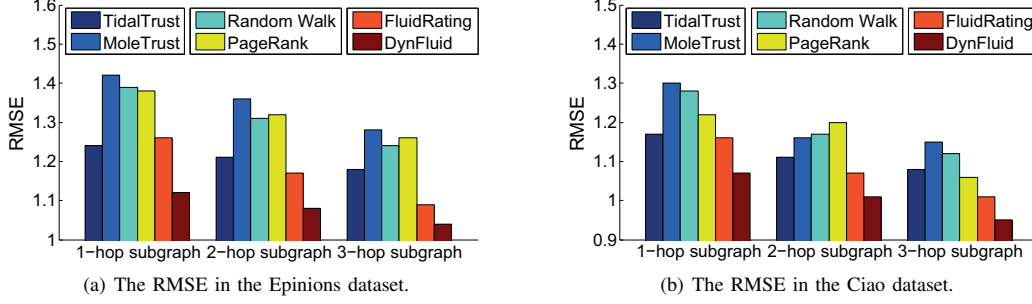 1.6
1.5
1.4
1.3
1.2
1.1
1
RMSE
TidalTrust Random Walk FluidRating
MoleTrust PageRank DynFluid
1−hop subgraph 2−hop subgraph 3−hop subgraph
(a) The RMSE in the Epinions dataset.
1.5
1.4
1.3
1.2
1.1
1
0.9
RMSE
TidalTrust Random Walk FluidRating
MoleTrust PageRank DynFluid
1−hop subgraph 2−hop subgraph 3−hop subgraph
(b) The RMSE in the Ciao dataset.